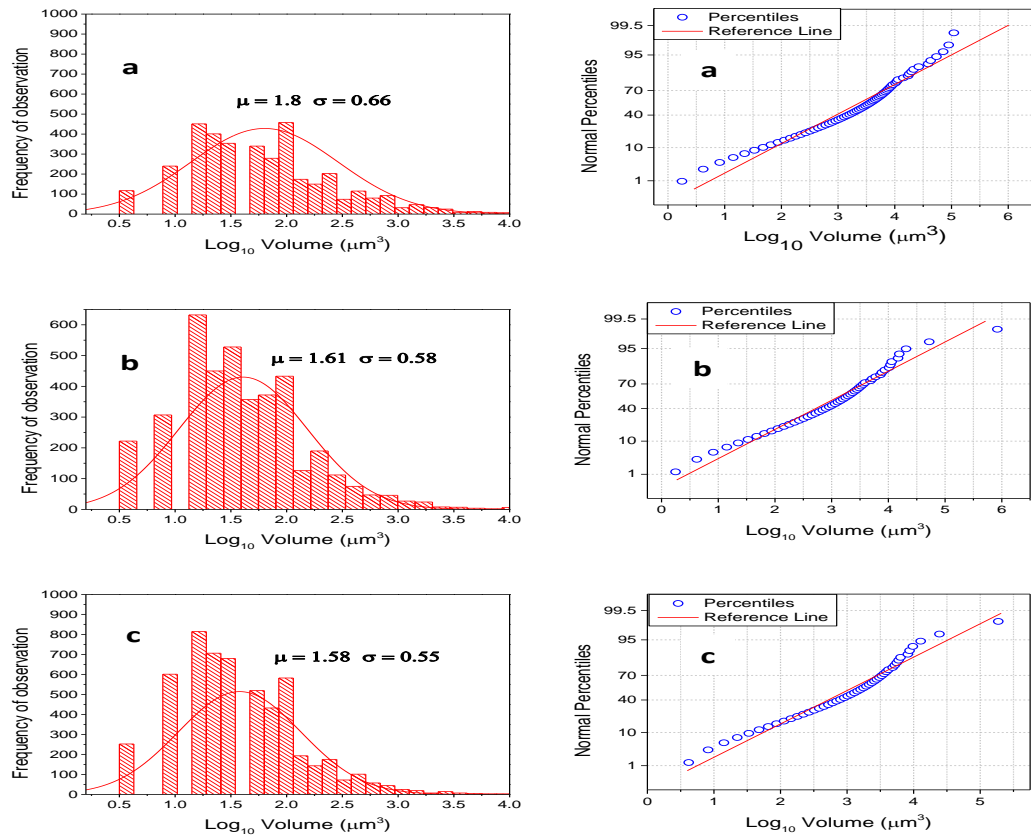 1000
900
800
700
600
500
400
300
200
100
0
Frequency of observation
a
μ = 1.8 σ = 0.66
0.5 1.0 1.5 2.0 2.5 3.0 3.5 4.0
Log10 Volume (μm³)
Percentiles
Reference Line
99.5
95
70
40
10
1
Normal Percentiles
a
0 1 2 3 4 5 6
Log10 Volume (μm³)
600
500
400
300
200
100
0
Frequency of observation
b
μ = 1.61 σ = 0.58
0.5 1.0 1.5 2.0 2.5 3.0 3.5 4.0
Log10 Volume (μm³)
Percentiles
Reference Line
99.5
95
70
40
10
1
Normal Percentiles
b
0 1 2 3 4 5 6
Log10 Volume (μm³)
1000
900
800
700
600
500
400
300
200
100
0
Frequency of observation
c
μ = 1.58 σ = 0.55
0.5 1.0 1.5 2.0 2.5 3.0 3.5 4.0
Log10 Volume (μm³)
Percentiles
Reference Line
99.5
95
70
40
10
1
Normal Percentiles
c
0 1 2 3 4 5
Log10 Volume (μm³)